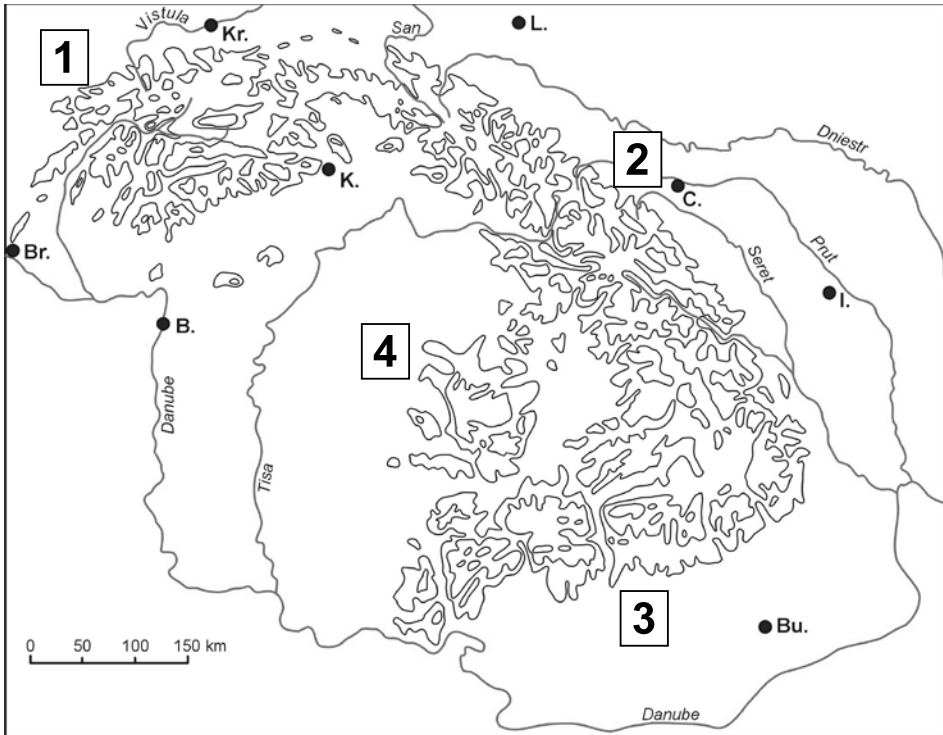 Vistula
Kr.
San
L.
1
Dniestr
2
K.
C.
Seret
Prut
Br.
I.
B.
4
Danube
Tisa
3
Bu.
0 50 100 150 km
Danube